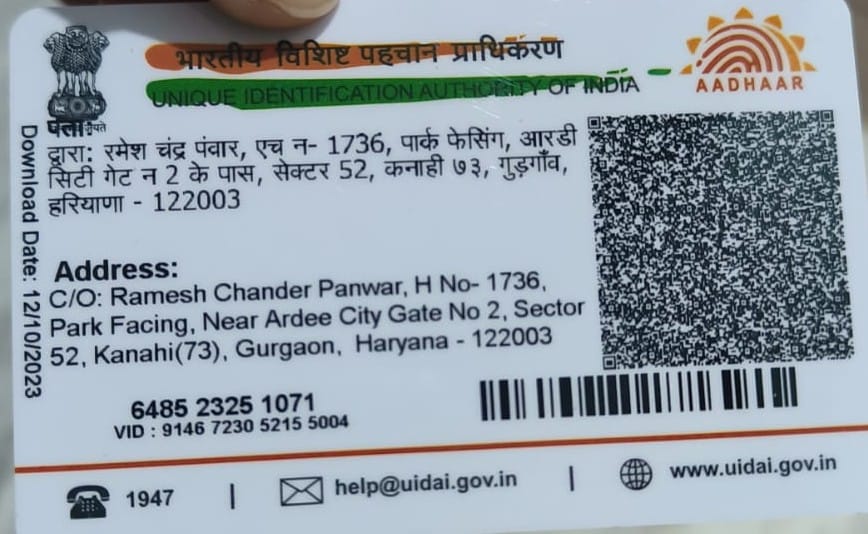 भारतीय विशिष्ट पहचान प्राधिकरण
UNIQUE IDENTIFICATION AUTHORITY OF INDIA
AADHAAR
पता:
द्वारा: रमेश चंद्र पंवार, एच न- 1736, पार्क फेसिंग, आरडी
सिटी गेट न 2 के पास, सेक्टर 52, कनाही ७३, गुड़गाँव,
हरियाणा - 122003
Address:
C/O: Ramesh Chander Panwar, H No- 1736,
Park Facing, Near Ardee City Gate No 2, Sector
52, Kanahi(73), Gurgaon, Haryana - 122003
Download Date: 12/10/2023
6485 2325 1071
VID : 9146 7230 5215 5004
1947 | help@uidai.gov.in | www.uidai.gov.in